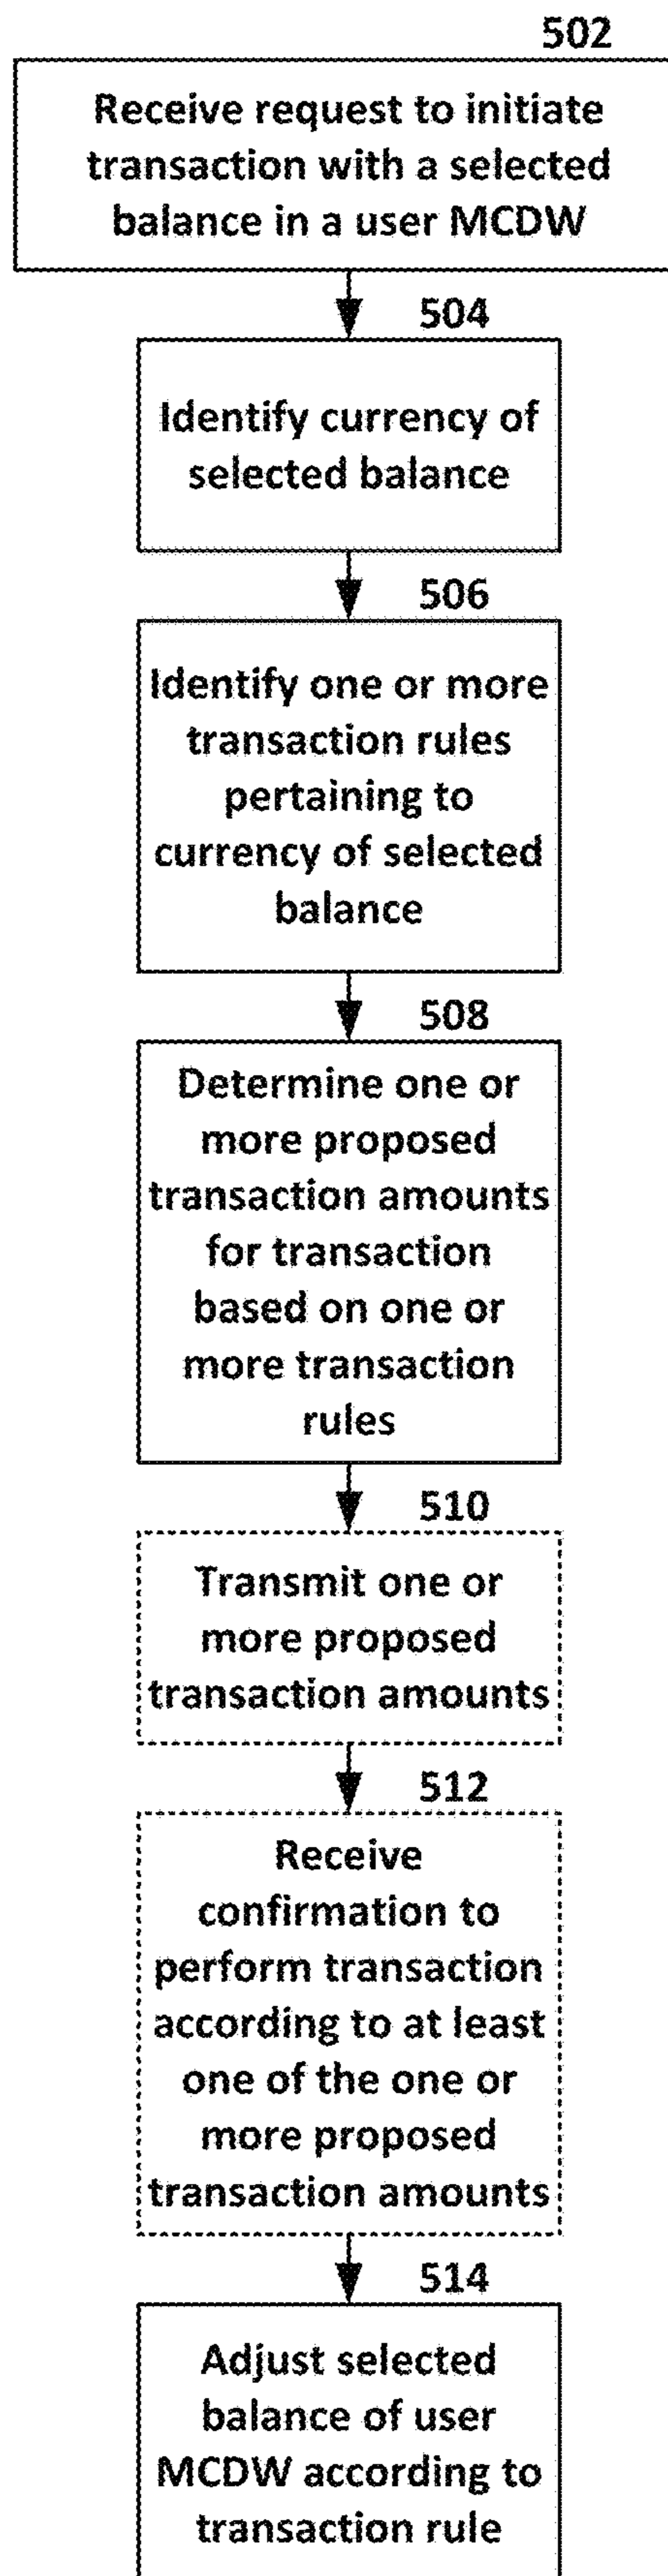 502
Receive request to initiate
transaction with a selected
balance in a user MCDW
504
Identify currency of
selected balance
506
Identify one or more
transaction rules
pertaining to
currency of selected
balance
508
Determine one or
more proposed
transaction amounts
for transaction
based on one or
more transaction
rules
510
Transmit one or
more proposed
transaction amounts
512
Receive
confirmation to
perform transaction
according to at least
one of the one or
more proposed
transaction amounts
514
Adjust selected
balance of user
MCDW according to
transaction rule